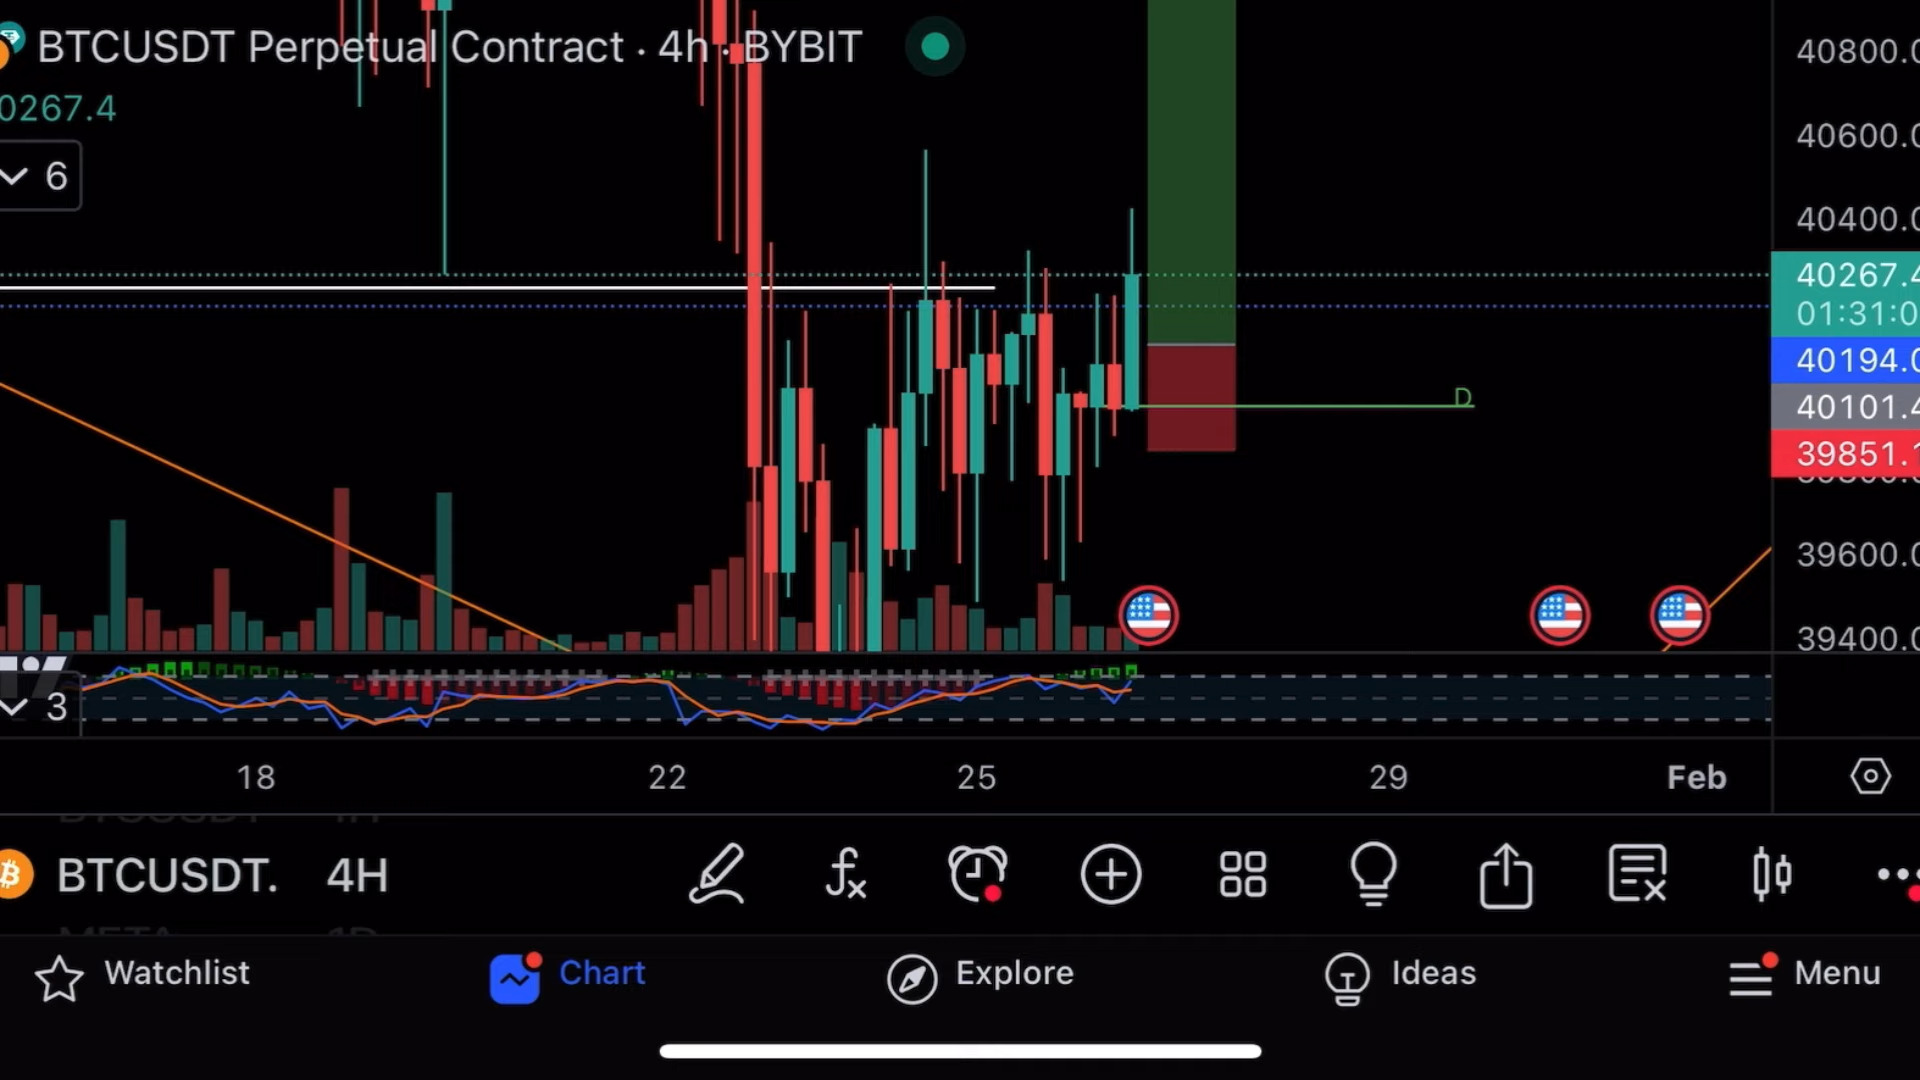 BTCUSDT Perpetual Contract · 4h · BYBIT
0267.4
6
40800.0
40600.0
40400.0
40267.4
01:31:0
40194.0
40101.4
39851.1
39600.0
39400.0
D
3
18
22
25
29
Feb
BTCUSDT. 4H
Watchlist
Chart
Explore
Ideas
Menu